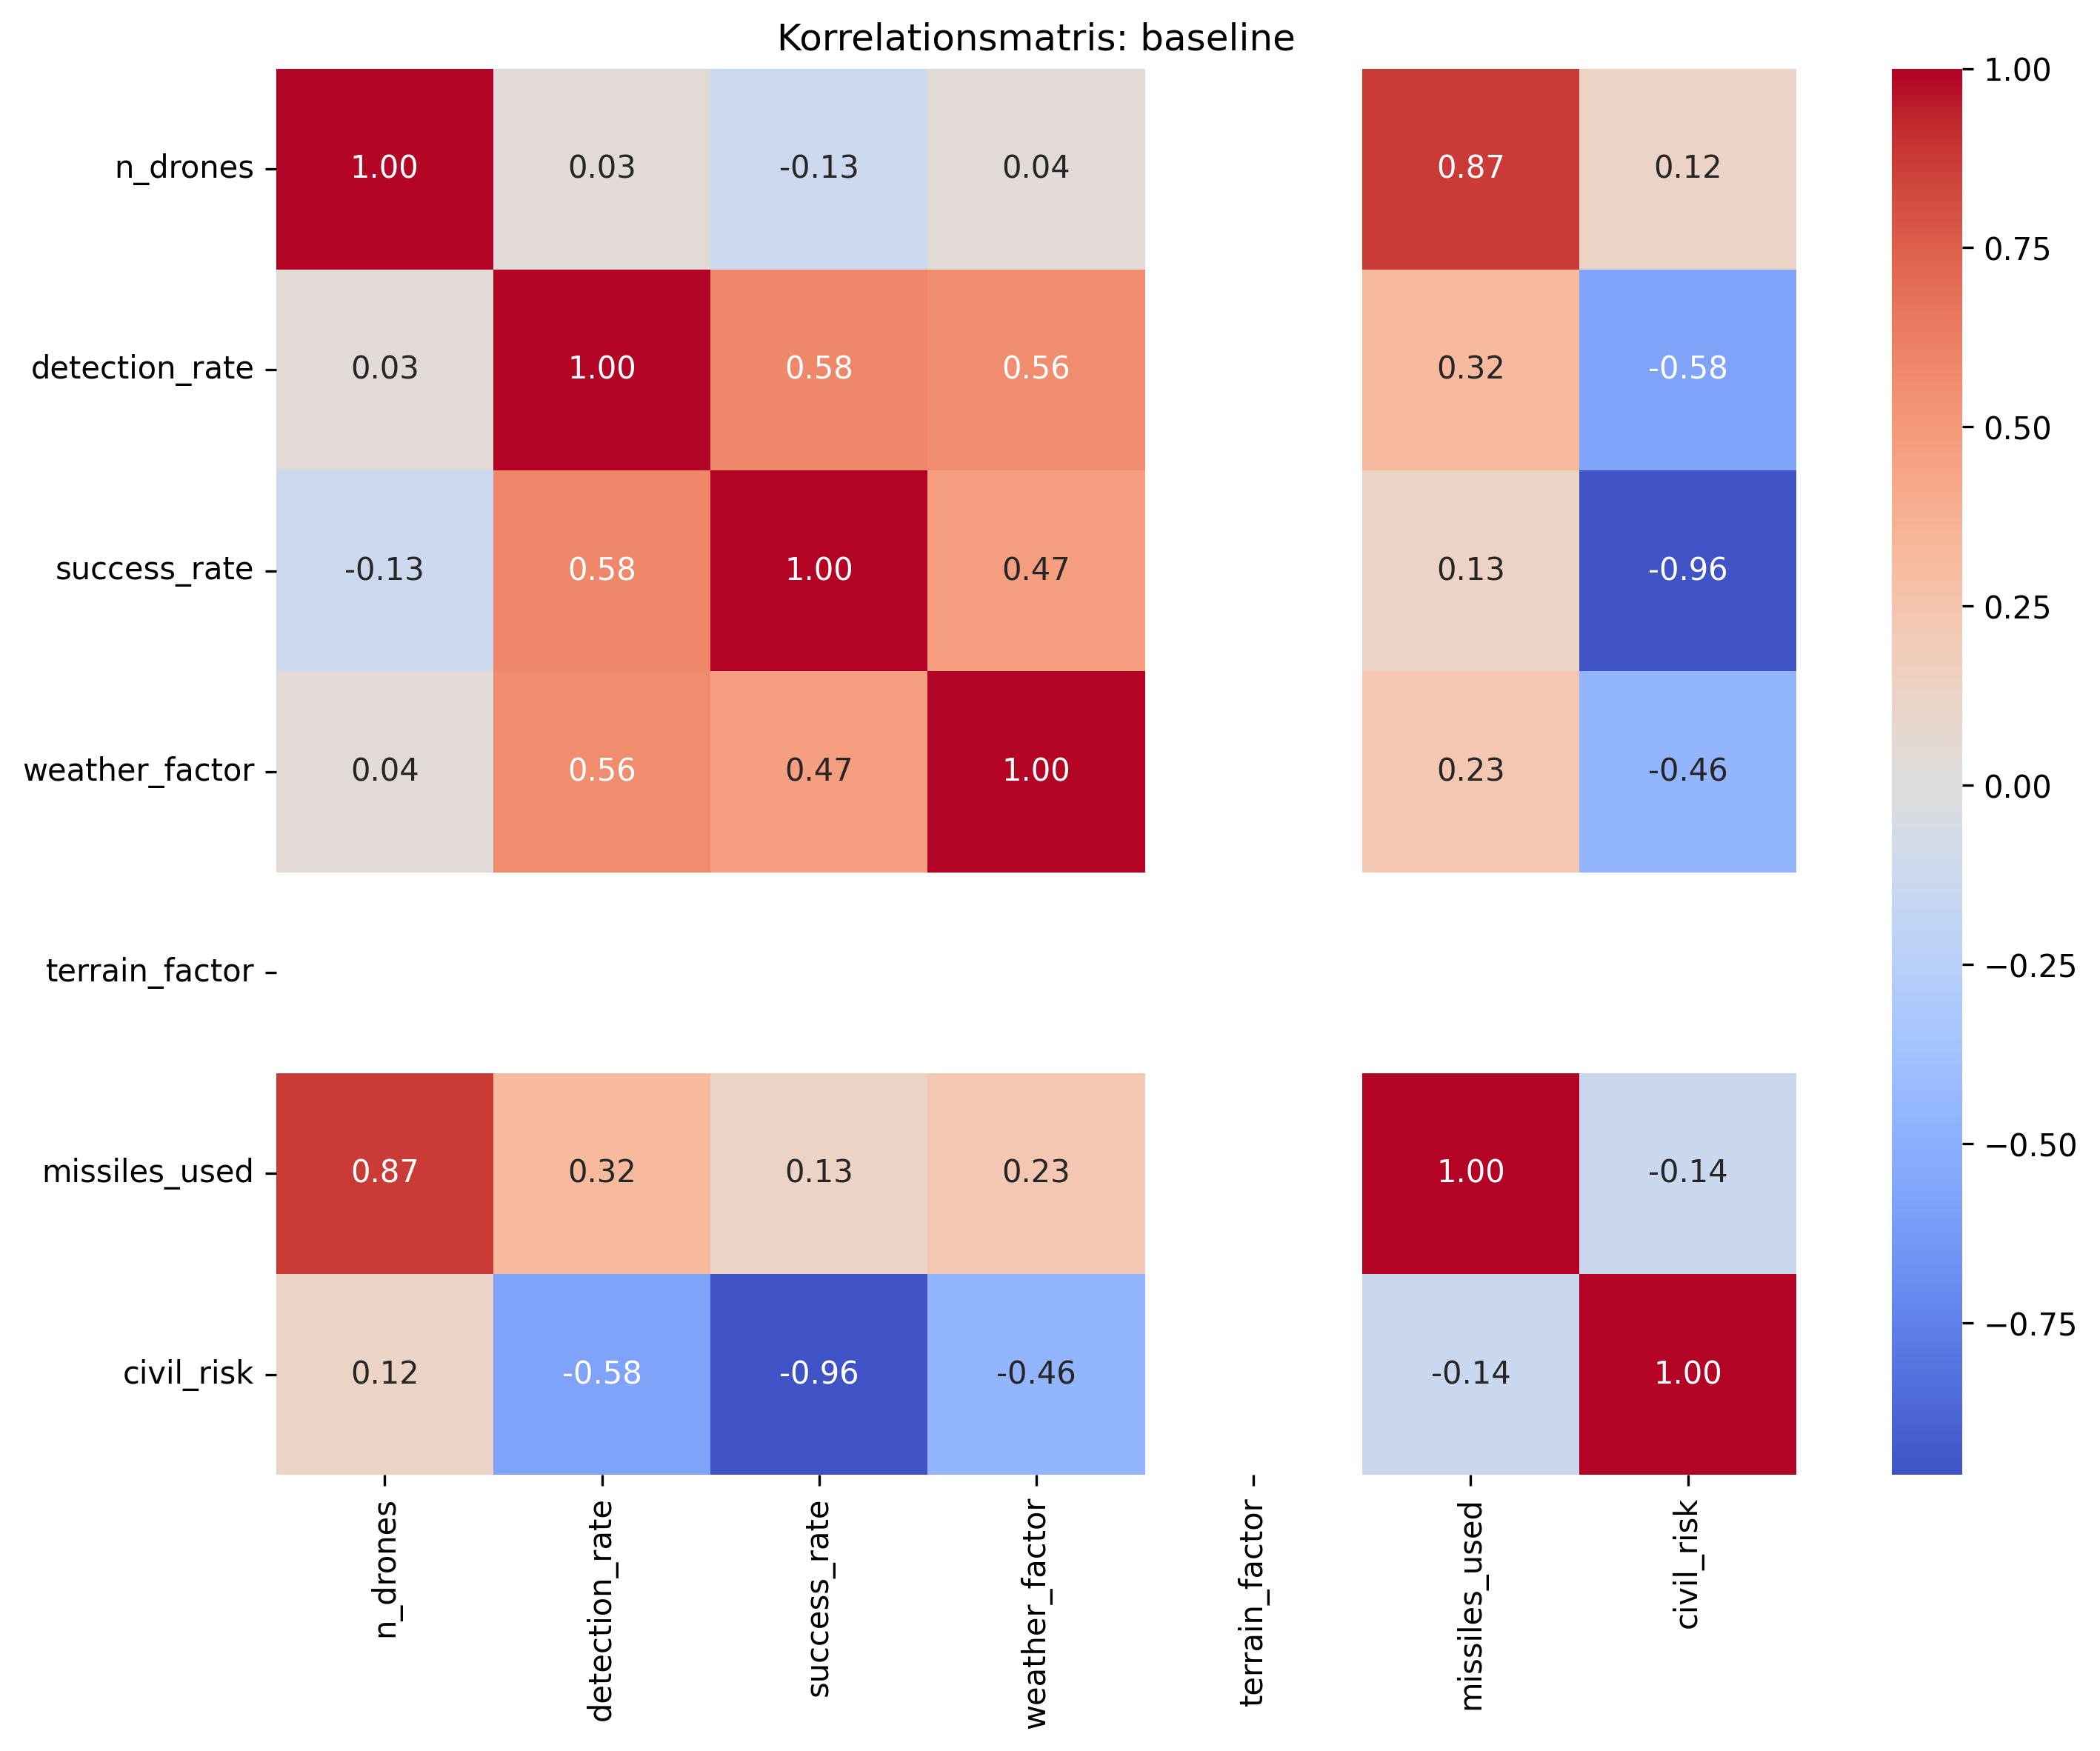 Korrelationsmatris: baseline
n_drones 1.00 0.03 -0.13 0.04 0.87 0.12
detection_rate 0.03 1.00 0.58 0.56 0.32 -0.58
success_rate -0.13 0.58 1.00 0.47 0.13 -0.96
weather_factor 0.04 0.56 0.47 1.00 0.23 -0.46
terrain_factor
missiles_used 0.87 0.32 0.13 0.23 1.00 -0.14
civil_risk 0.12 -0.58 -0.96 -0.46 -0.14 1.00
n_drones
detection_rate
success_rate
weather_factor
terrain_factor
missiles_used
civil_risk
1.00
0.75
0.50
0.25
0.00
−0.25
−0.50
−0.75